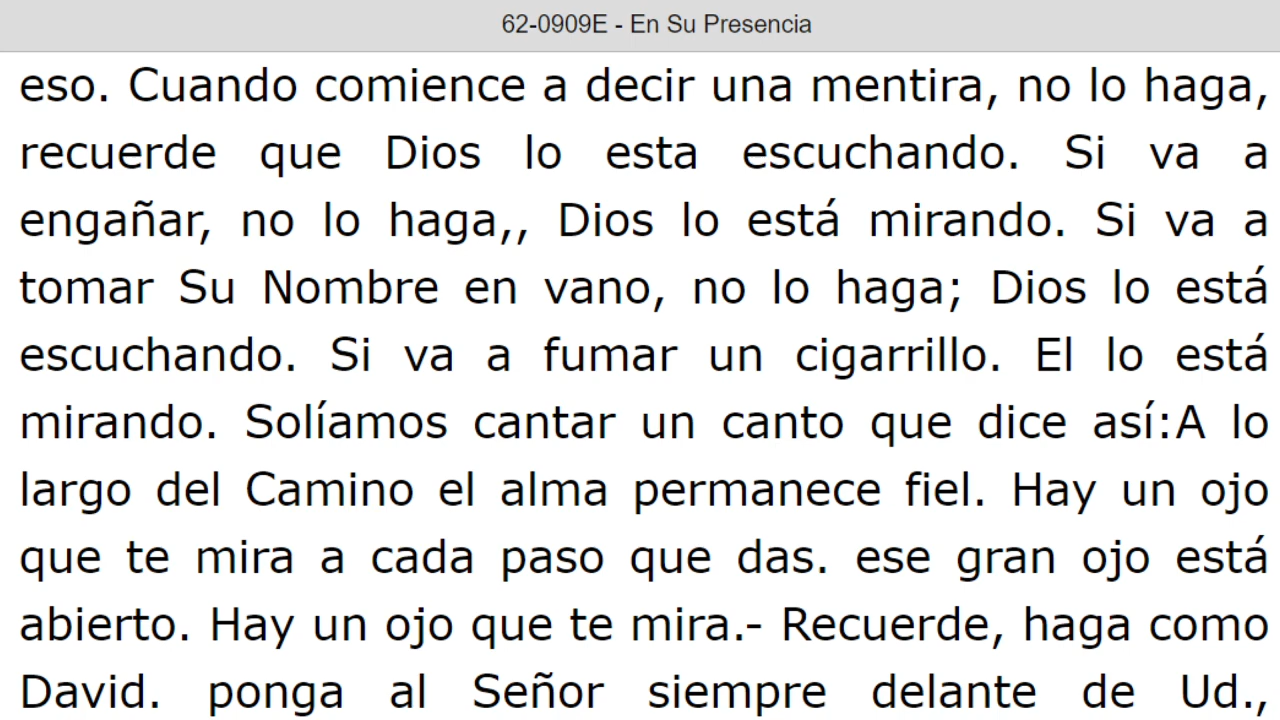 62-0909E - En Su Presencia
eso. Cuando comience a decir una mentira, no lo haga,
recuerde que Dios lo esta escuchando. Si va a
engañar, no lo haga,, Dios lo está mirando. Si va a
tomar Su Nombre en vano, no lo haga; Dios lo está
escuchando. Si va a fumar un cigarrillo. El lo está
mirando. Solíamos cantar un canto que dice así:A lo
largo del Camino el alma permanece fiel. Hay un ojo
que te mira a cada paso que das. ese gran ojo está
abierto. Hay un ojo que te mira.- Recuerde, haga como
David. ponga al Señor siempre delante de Ud.,